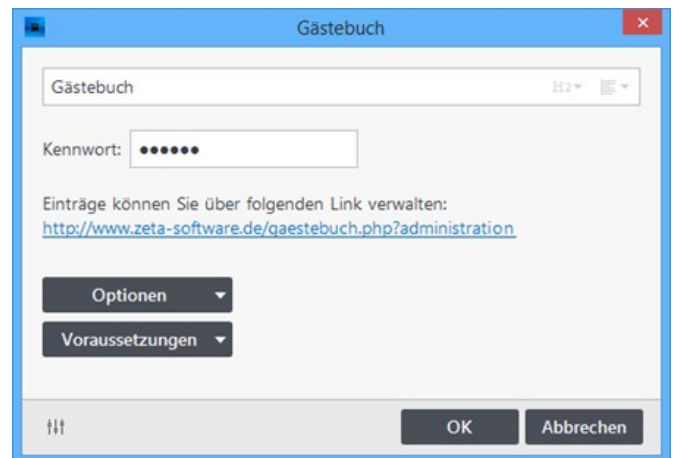 Gästebuch
Gästebuch H2
Kennwort: ●●●●●●
Einträge können Sie über folgenden Link verwalten:
http://www.zeta-software.de/gaestebuch.php?administration
Optionen
Voraussetzungen
OK Abbrechen